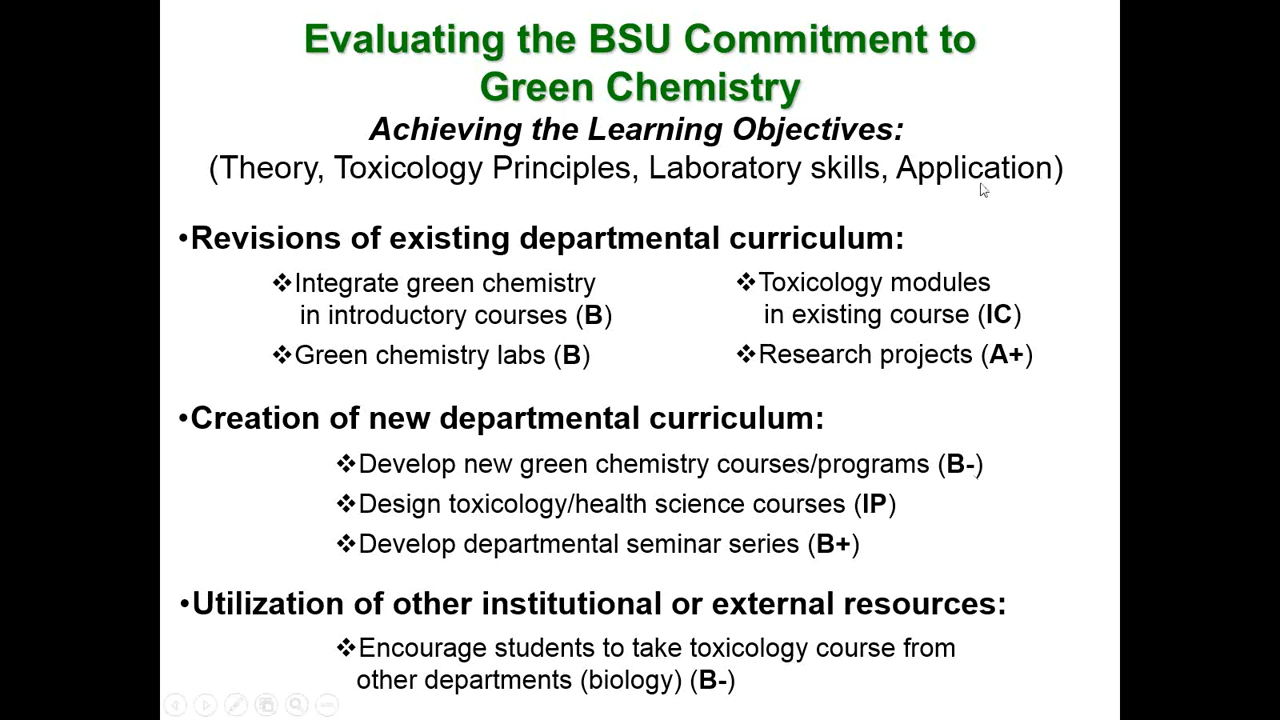 Evaluating the BSU Commitment to
Green Chemistry
Achieving the Learning Objectives:
(Theory, Toxicology Principles, Laboratory skills, Application)
•Revisions of existing departmental curriculum:
❖Integrate green chemistry
in introductory courses (B)
❖Green chemistry labs (B)
❖Toxicology modules
in existing course (IC)
❖Research projects (A+)
•Creation of new departmental curriculum:
❖Develop new green chemistry courses/programs (B-)
❖Design toxicology/health science courses (IP)
❖Develop departmental seminar series (B+)
•Utilization of other institutional or external resources:
❖Encourage students to take toxicology course from
other departments (biology) (B-)